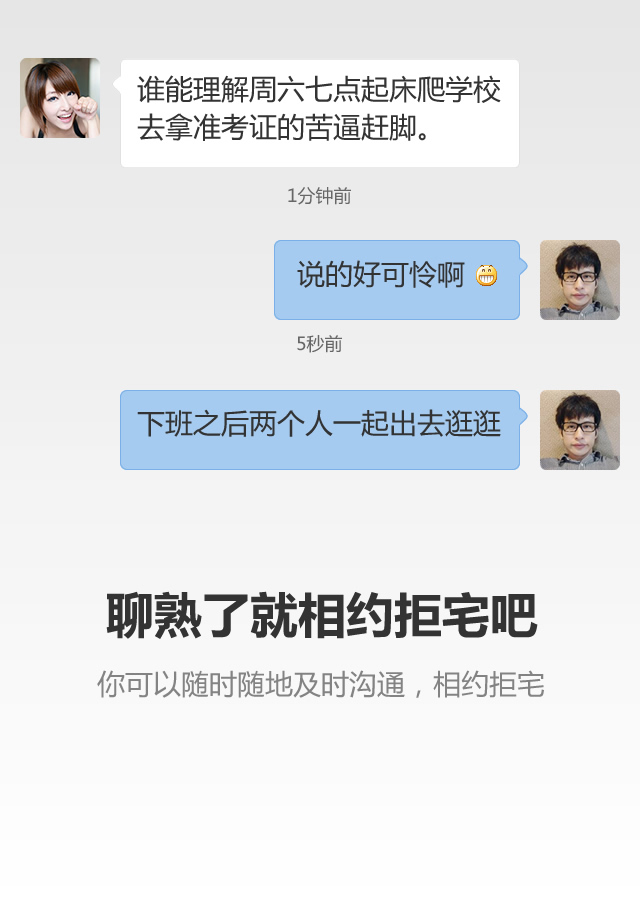 谁能理解周六七点起床爬学校
去拿准考证的苦逼赶脚。
1分钟前
说的好可怜啊
5秒前
下班之后两个人一起出去逛逛
聊熟了就相约拒宅吧
你可以随时随地及时沟通，相约拒宅